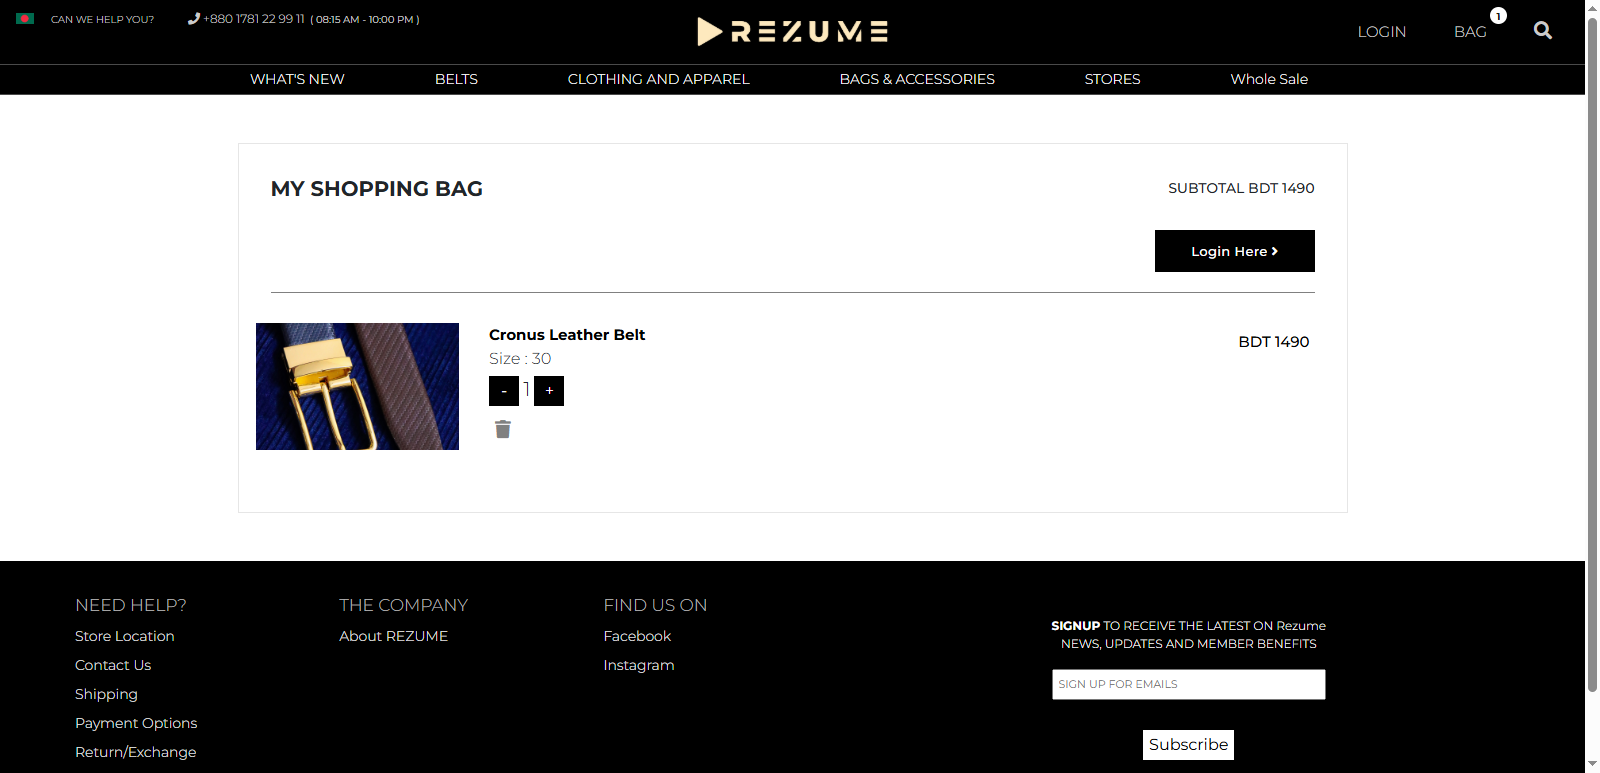 CAN WE HELP YOU?
+880 1781 22 99 11 ( 08:15 AM - 10:00 PM )
REZUME
LOGIN
BAG
1
WHAT'S NEW
BELTS
CLOTHING AND APPAREL
BAGS & ACCESSORIES
STORES
Whole Sale
MY SHOPPING BAG
SUBTOTAL BDT 1490
Login Here
Cronus Leather Belt
BDT 1490
Size : 30
- 1 +
NEED HELP?
Store Location
Contact Us
Shipping
Payment Options
Return/Exchange
THE COMPANY
About REZUME
FIND US ON
Facebook
Instagram
SIGNUP TO RECEIVE THE LATEST ON Rezume
NEWS, UPDATES AND MEMBER BENEFITS
SIGN UP FOR EMAILS
Subscribe